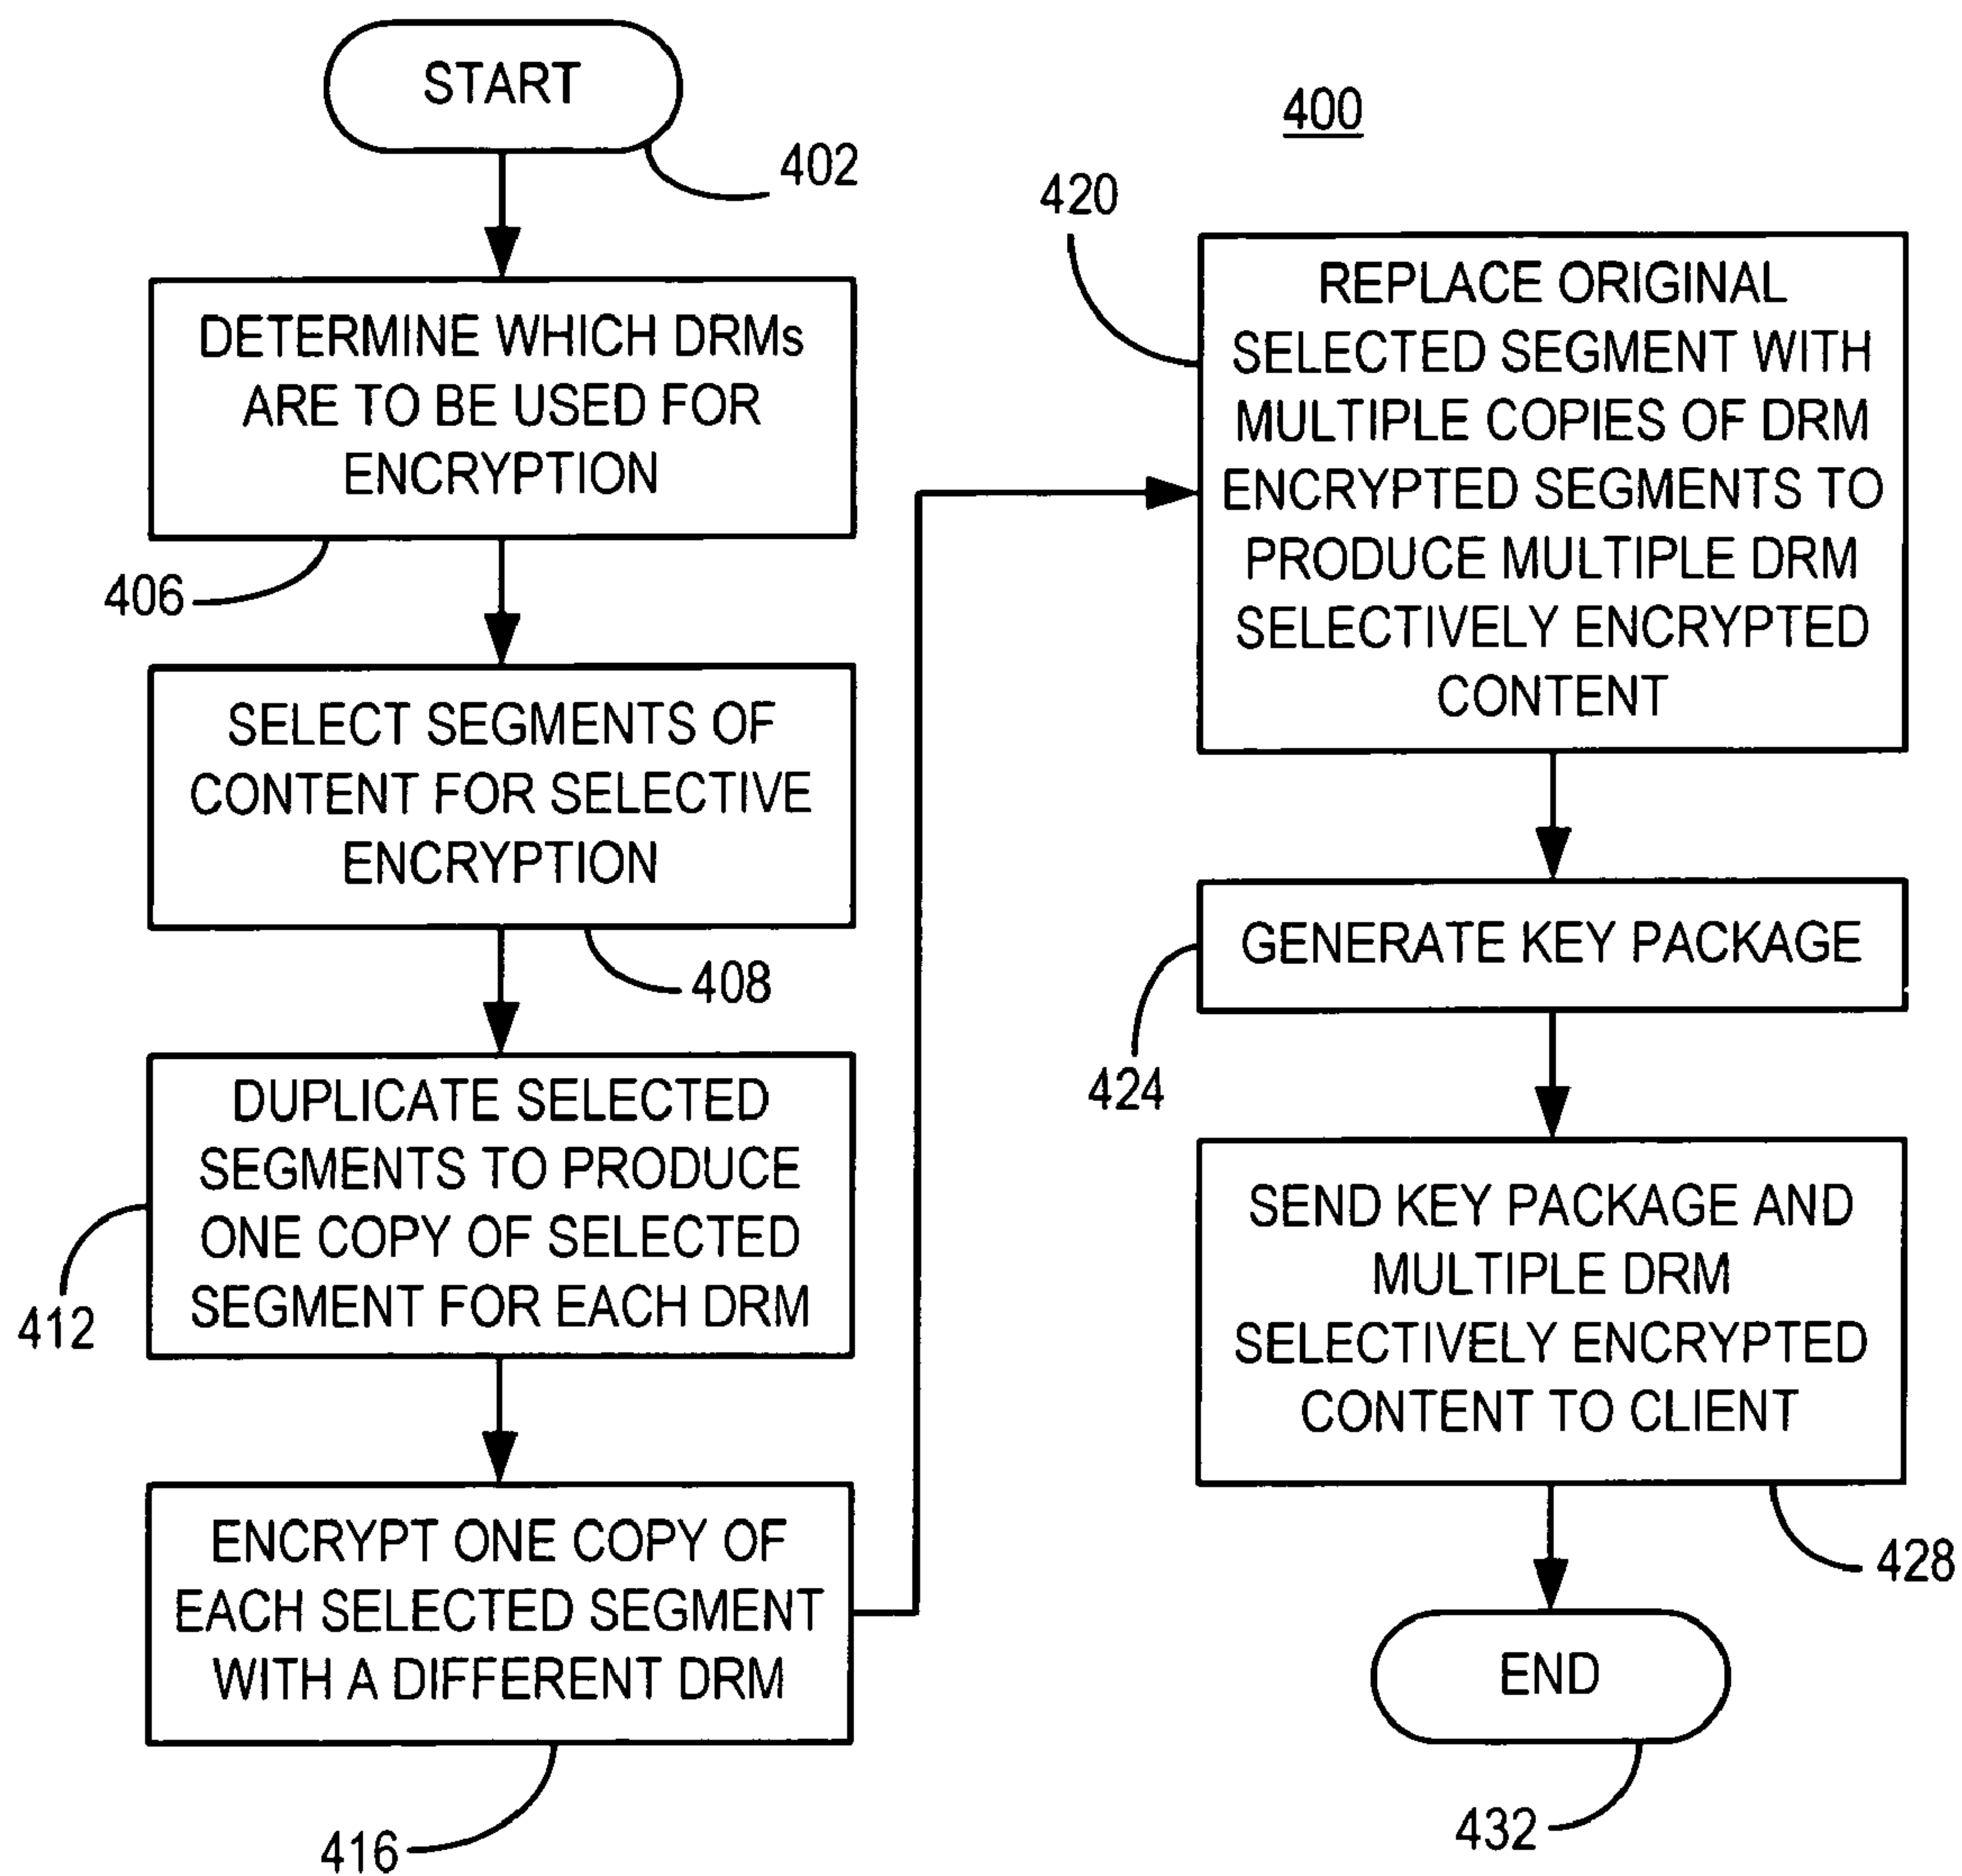 START
402
DETERMINE WHICH DRMs
ARE TO BE USED FOR
ENCRYPTION
406
SELECT SEGMENTS OF
CONTENT FOR SELECTIVE
ENCRYPTION
408
DUPLICATE SELECTED
SEGMENTS TO PRODUCE
ONE COPY OF SELECTED
SEGMENT FOR EACH DRM
412
ENCRYPT ONE COPY OF
EACH SELECTED SEGMENT
WITH A DIFFERENT DRM
416
400
420
REPLACE ORIGINAL
SELECTED SEGMENT WITH
MULTIPLE COPIES OF DRM
ENCRYPTED SEGMENTS TO
PRODUCE MULTIPLE DRM
SELECTIVELY ENCRYPTED
CONTENT
GENERATE KEY PACKAGE
424
SEND KEY PACKAGE AND
MULTIPLE DRM
SELECTIVELY ENCRYPTED
CONTENT TO CLIENT
428
END
432